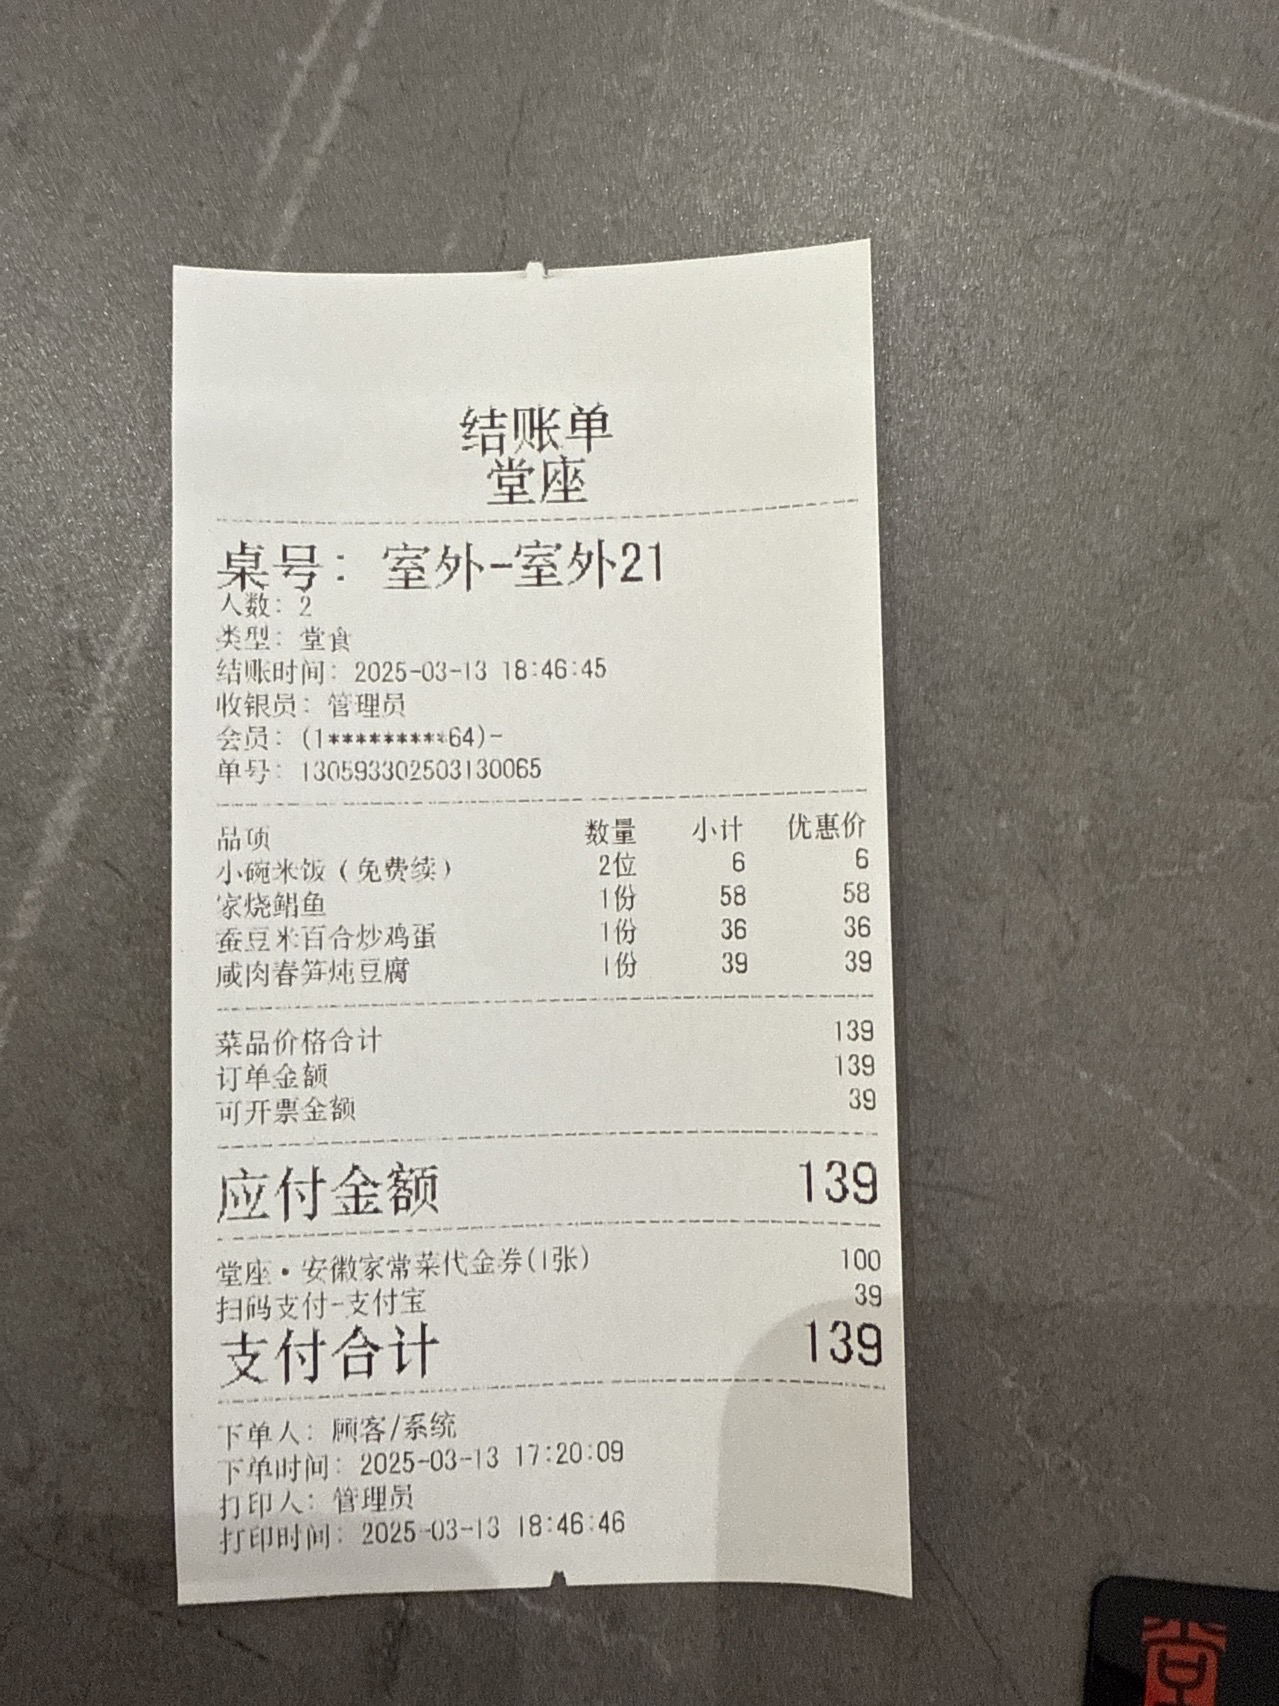 结账单
堂座
桌号：室外-室外21
人数：2
类型：堂食
结账时间：2025-03-13 18:46:45
收银员：管理员
会员：(1*********64)-
单号：130593302503130065
品项 数量 小计 优惠价
小碗米饭（免费续） 2位 6 6
家烧鲳鱼 1份 58 58
蚕豆米百合炒鸡蛋 1份 36 36
咸肉春笋炖豆腐 1份 39 39
菜品价格合计 139
订单金额 139
可开票金额 39
应付金额 139
堂座·安徽家常菜代金券(1张) 100
扫码支付-支付宝 39
支付合计 139
下单人：顾客/系统
下单时间：2025-03-13 17:20:09
打印人：管理员
打印时间：2025-03-13 18:46:46